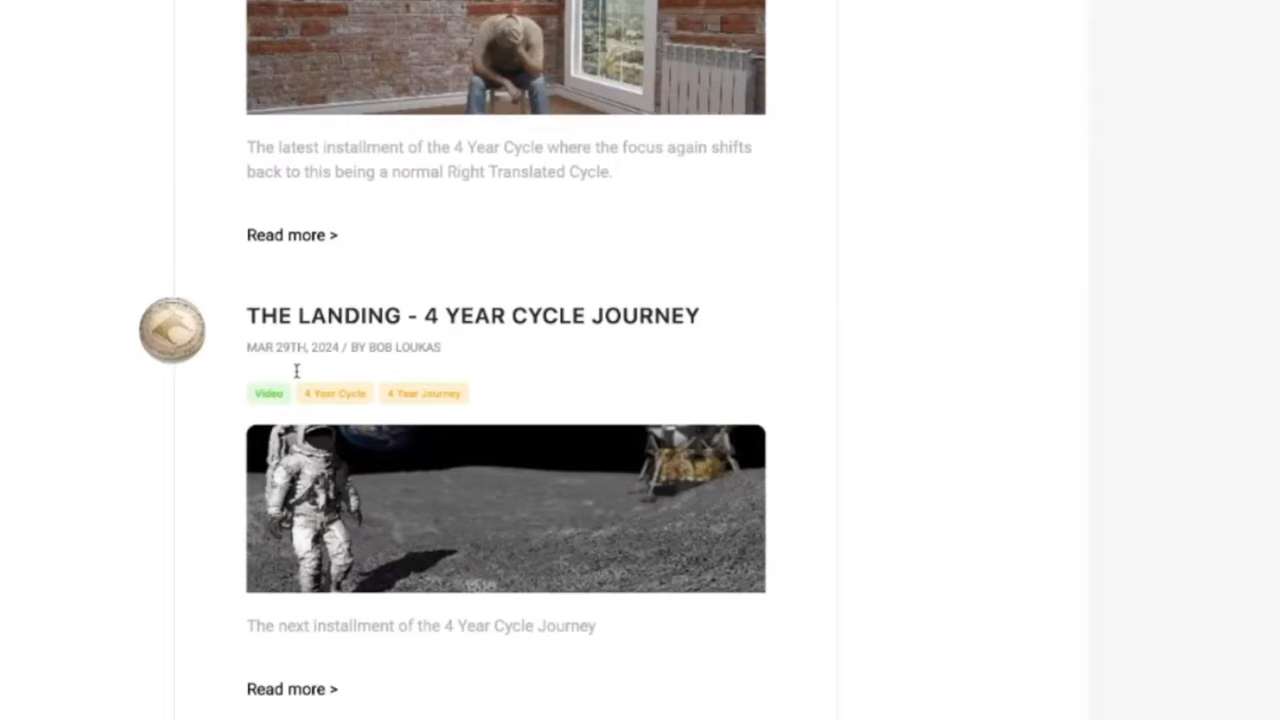 The latest installment of the 4 Year Cycle where the focus again shifts
back to this being a normal Right Translated Cycle.
Read more >
THE LANDING - 4 YEAR CYCLE JOURNEY
MAR 29TH, 2024 / BY BOB LOUKAS
Video 4 Year Cycle 4 Year Journey
The next installment of the 4 Year Cycle Journey
Read more >